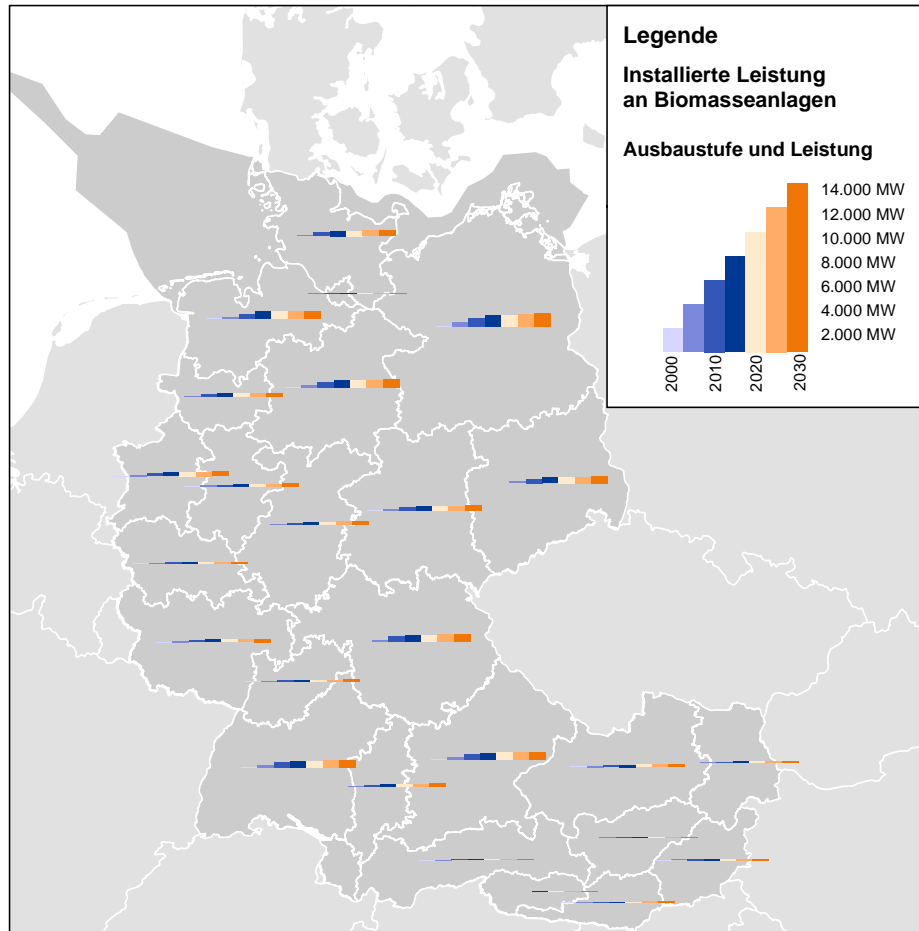 Legende
Installierte Leistung
an Biomasseanlagen
Ausbaustufe und Leistung
14.000 MW
12.000 MW
10.000 MW
8.000 MW
6.000 MW
4.000 MW
2.000 MW
2000
2010
2020
2030